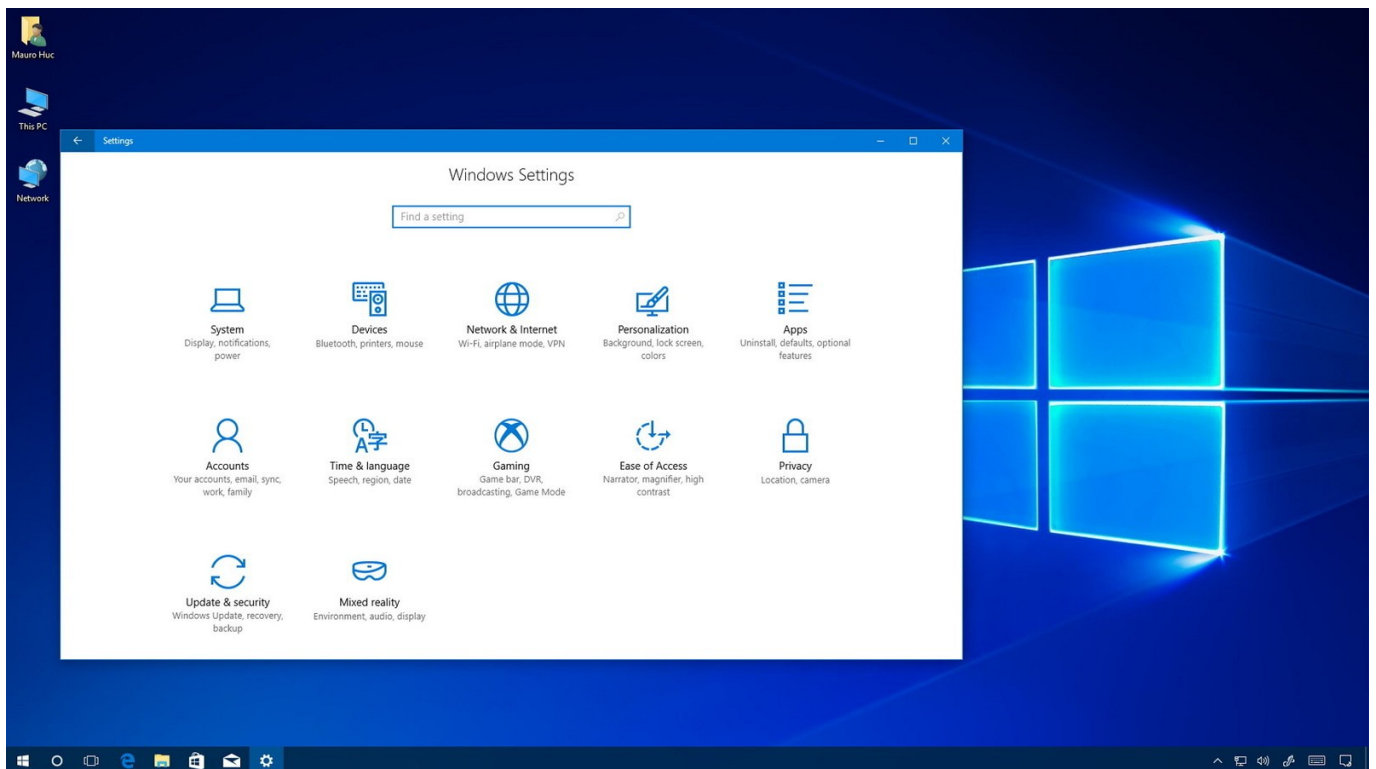 Mauro Huc
This PC
Network
Settings
Windows Settings
Find a setting
System
Display, notifications,
power
Devices
Bluetooth, printers, mouse
Network & Internet
Wi-Fi, airplane mode, VPN
Personalization
Background, lock screen,
colors
Apps
Uninstall, defaults, optional
features
Accounts
Your accounts, email, sync,
work, family
Time & language
Speech, region, date
Gaming
Game bar, DVR,
broadcasting, Game Mode
Ease of Access
Narrator, magnifier, high
contrast
Privacy
Location, camera
Update & security
Windows Update, recovery,
backup
Mixed reality
Environment, audio, display